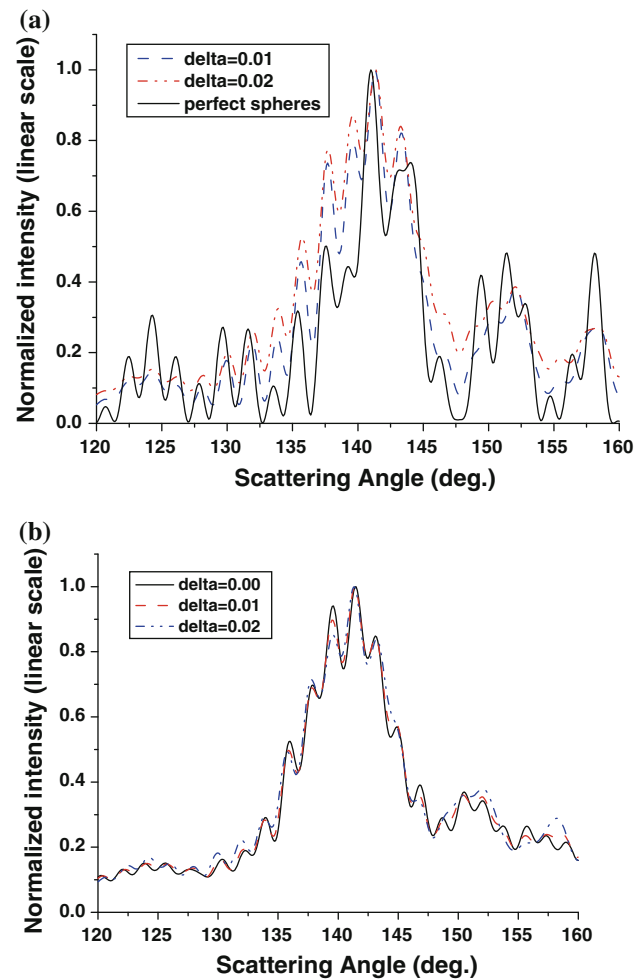 (a)
delta=0.01
delta=0.02
perfect spheres
1.0
0.8
0.6
0.4
0.2
0.0
Normalized intensity (linear scale)
120 125 130 135 140 145 150 155 160
Scattering Angle (deg.)
(b)
delta=0.00
delta=0.01
delta=0.02
1.0
0.8
0.6
0.4
0.2
0.0
Normalized intensity (linear scale)
120 125 130 135 140 145 150 155 160
Scattering Angle (deg.)